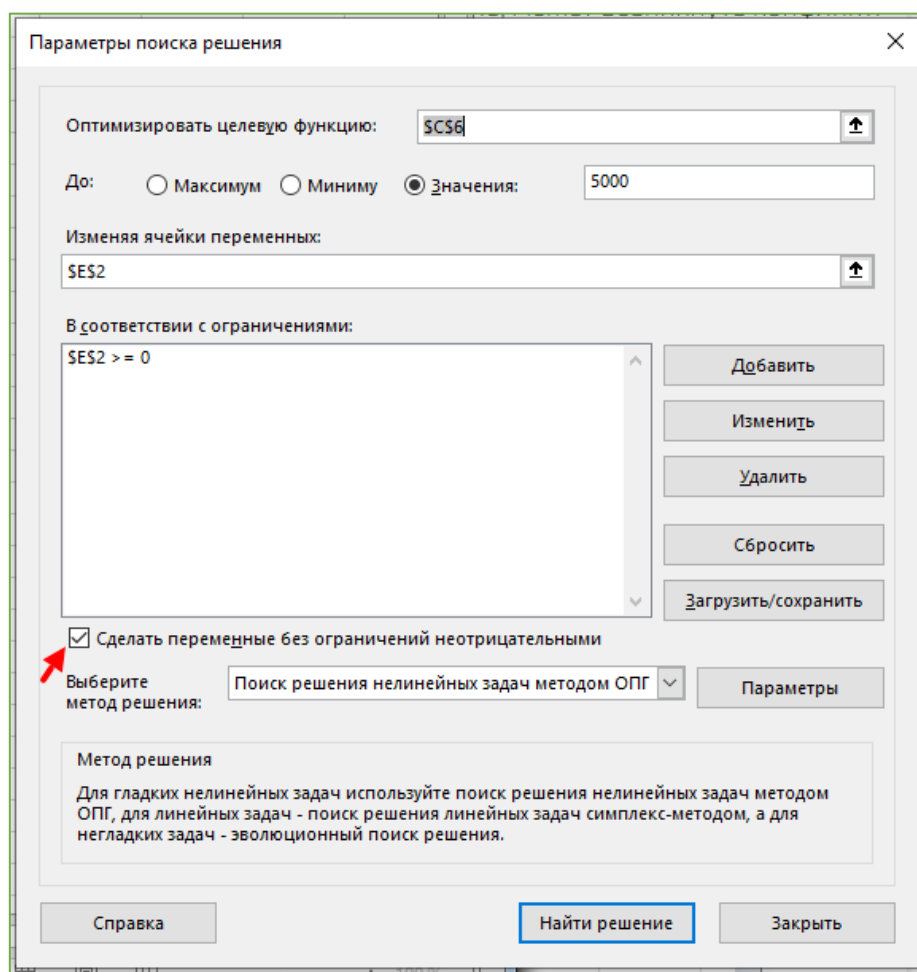 Параметры поиска решения
Оптимизировать целевую функцию: $C$6
До: Максимум Миниму Значения: 5000
Изменяя ячейки переменных:
$E$2
В соответствии с ограничениями:
$E$2 >= 0
Добавить
Изменить
Удалить
Сбросить
Загрузить/сохранить
Сделать переменные без ограничений неотрицательными
Выберите
метод решения:
Поиск решения нелинейных задач методом ОПГ
Параметры
Метод решения
Для гладких нелинейных задач используйте поиск решения нелинейных задач методом
ОПГ, для линейных задач - поиск решения линейных задач симплекс-методом, а для
негладких задач - эволюционный поиск решения.
Справка
Найти решение
Закрыть